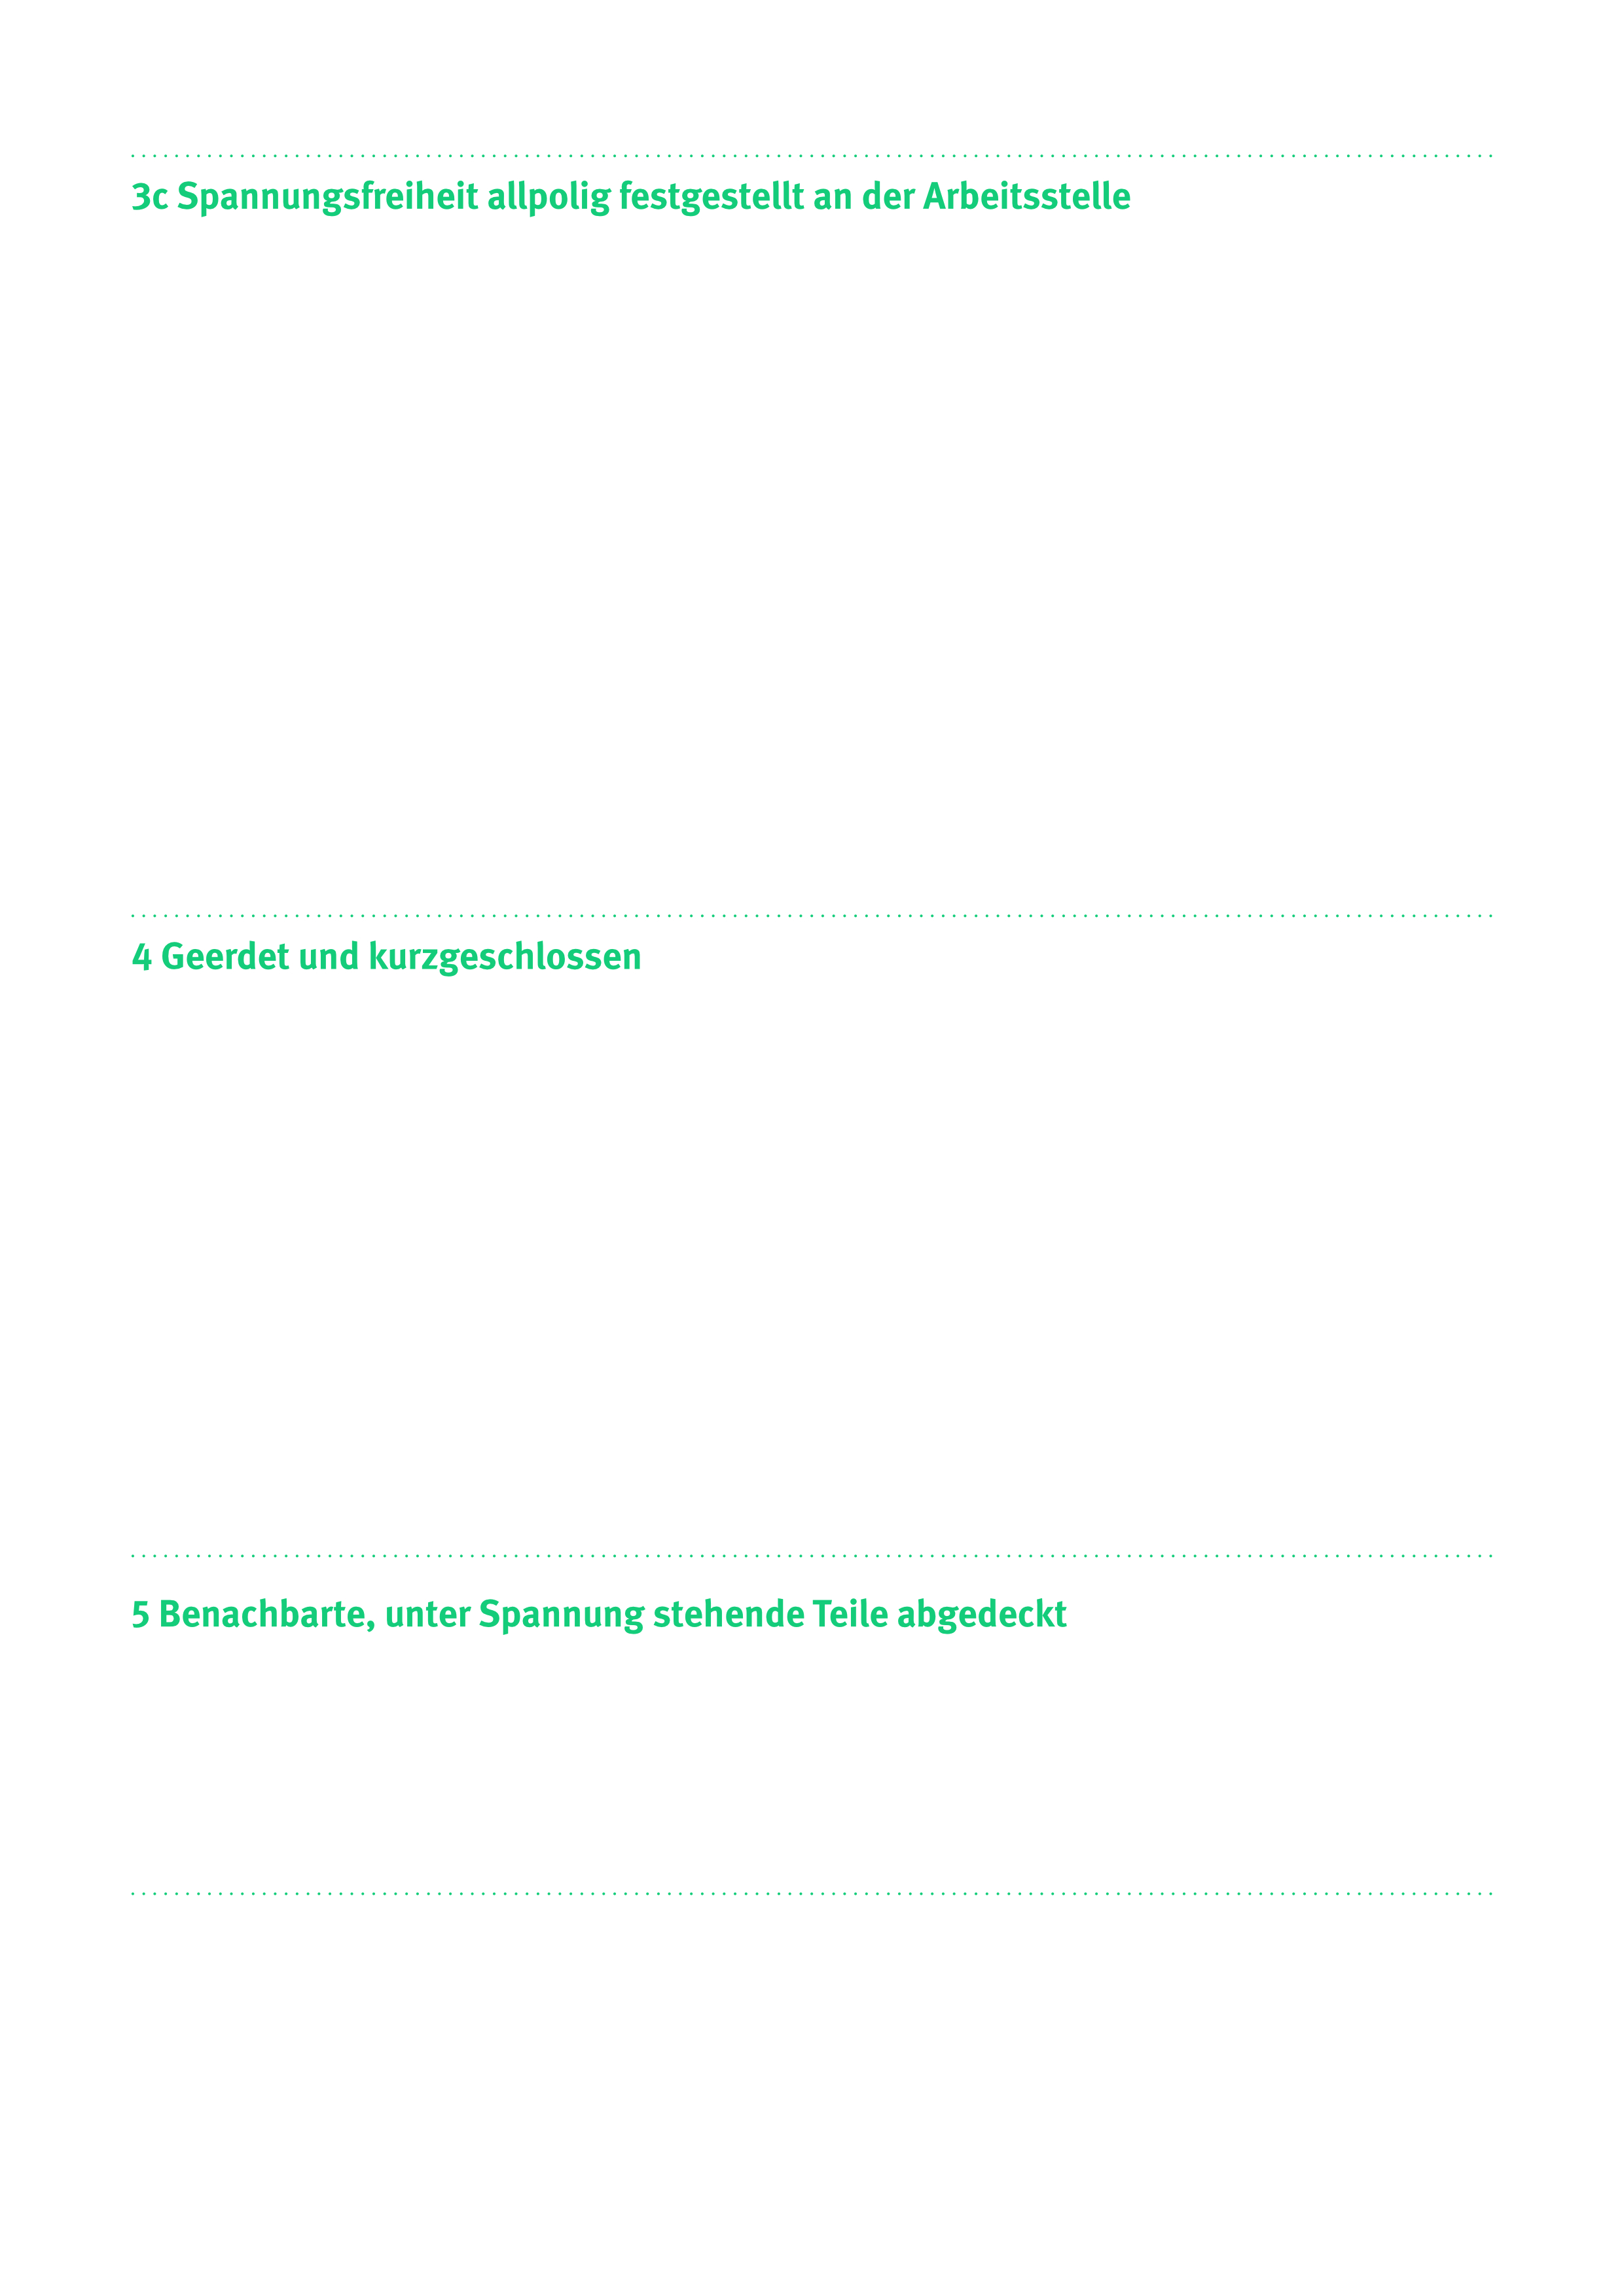 3c Spannungsfreiheit allpolig festgestellt an der Arbeitsstelle
4 Geerdet und kurzgeschlossen
5 Benachbarte, unter Spannung stehende Teile abgedeckt